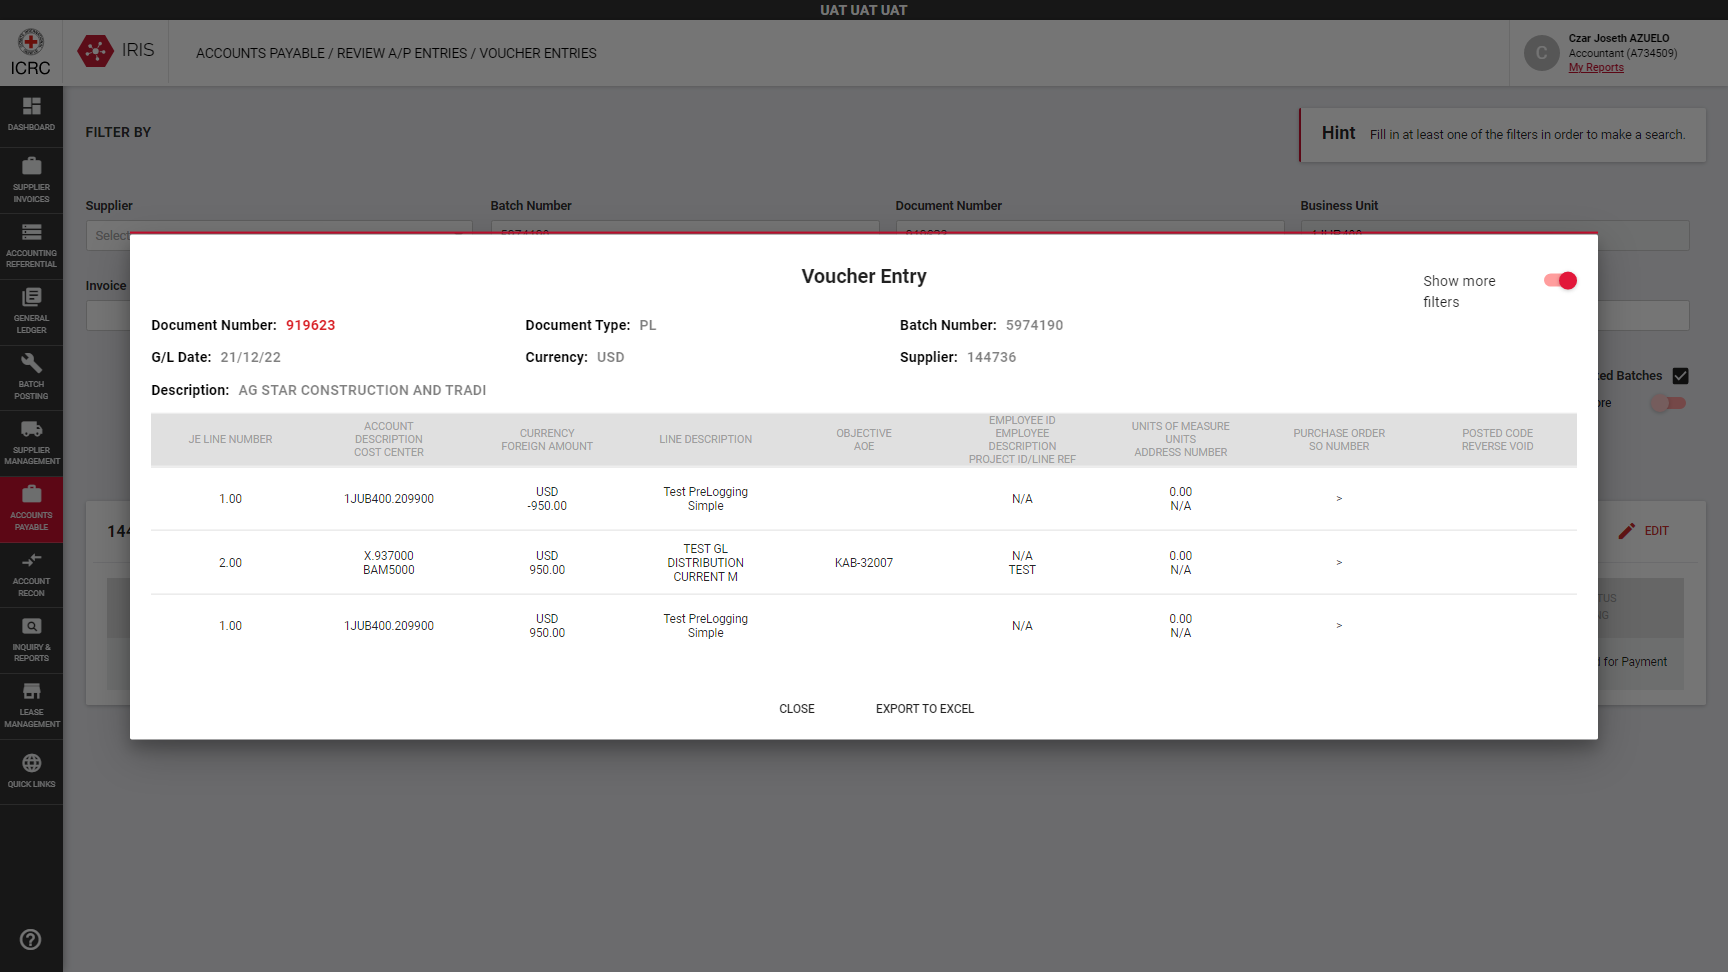 UAT UAT UAT
ICRC
IRIS
ACCOUNTS PAYABLE / REVIEW A/P ENTRIES / VOUCHER ENTRIES
C
Czar Joseth AZUELO
Accountant (A734509)
My Reports
DASHBOARD
SUPPLIER
INVOICES
ACCOUNTING
REFERENTIAL
GENERAL
LEDGER
BATCH
POSTING
SUPPLIER
MANAGEMENT
ACCOUNTS
PAYABLE
ACCOUNT
RECON
INQUIRY &
REPORTS
LEASE
MANAGEMENT
QUICK LINKS
FILTER BY
Hint Fill in at least one of the filters in order to make a search.
Supplier
Batch Number
Document Number
Business Unit
Select
5974190
919623
1JUB400
Invoice
Voucher Entry
Show more
filters
Document Number: 919623
Document Type: PL
Batch Number: 5974190
G/L Date: 21/12/22
Currency: USD
Supplier: 144736
Description: AG STAR CONSTRUCTION AND TRADI
JE LINE NUMBER
ACCOUNT
DESCRIPTION
COST CENTER
CURRENCY
FOREIGN AMOUNT
LINE DESCRIPTION
OBJECTIVE
AOE
EMPLOYEE ID
EMPLOYEE
DESCRIPTION
PROJECT ID/LINE REF
UNITS OF MEASURE
UNITS
ADDRESS NUMBER
PURCHASE ORDER
SO NUMBER
POSTED CODE
REVERSE VOID
1.00
1JUB400.209900
USD
-950.00
Test PreLogging
Simple
N/A
0.00
N/A
>
2.00
X.937000
BAM5000
USD
950.00
TEST GL
DISTRIBUTION
CURRENT M
KAB-32007
N/A
TEST
0.00
N/A
>
1.00
1JUB400.209900
USD
950.00
Test PreLogging
Simple
N/A
0.00
N/A
>
CLOSE
EXPORT TO EXCEL
ted Batches
ore
144
EDIT
TUS
NG
d for Payment